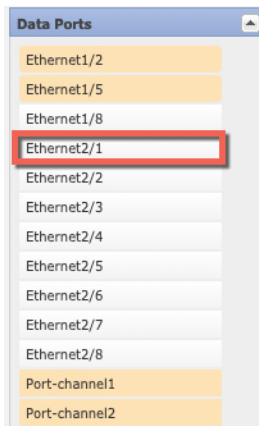 Data Ports
Ethernet1/2
Ethernet1/5
Ethernet1/8
Ethernet2/1
Ethernet2/2
Ethernet2/3
Ethernet2/4
Ethernet2/5
Ethernet2/6
Ethernet2/7
Ethernet2/8
Port-channel1
Port-channel2